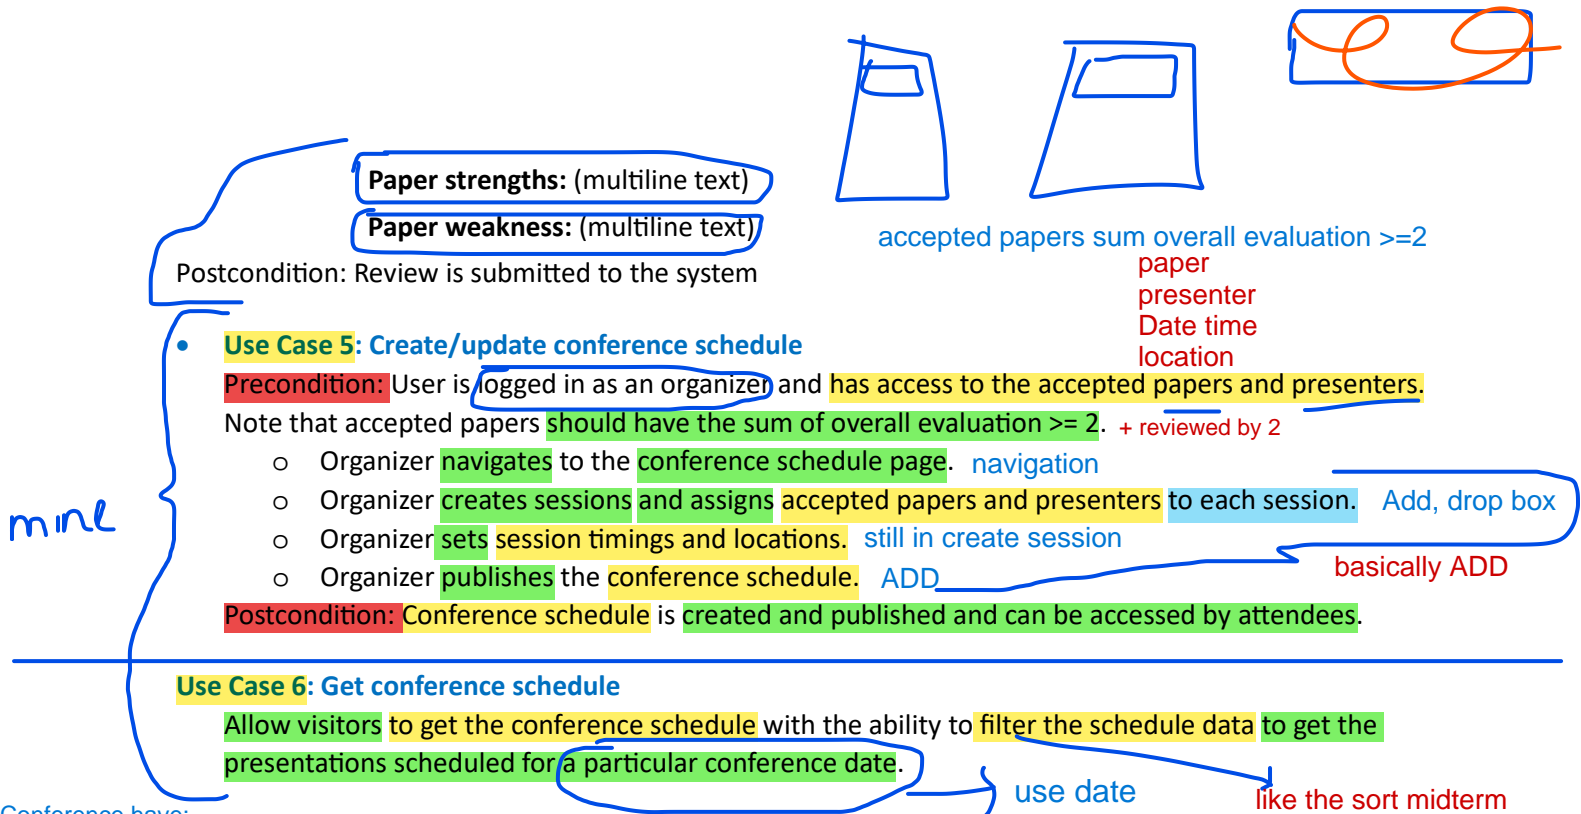 Paper strengths: (multiline text)
Paper weakness: (multiline text)
accepted papers sum overall evaluation >=2
paper
Postcondition: Review is submitted to the system
presenter
Date time
location
• Use Case 5: Create/update conference schedule
Precondition: User is logged in as an organizer and has access to the accepted papers and presenters.
Note that accepted papers should have the sum of overall evaluation >= 2. + reviewed by 2
o Organizer navigates to the conference schedule page. navigation
o Organizer creates sessions and assigns accepted papers and presenters to each session. Add, drop box
mine
o Organizer sets session timings and locations. still in create session
o Organizer publishes the conference schedule. ADD basically ADD
Postcondition: Conference schedule is created and published and can be accessed by attendees.
Use Case 6: Get conference schedule
Allow visitors to get the conference schedule with the ability to filter the schedule data to get the
presentations scheduled for a particular conference date.
use date
like the sort midterm
Conference have: